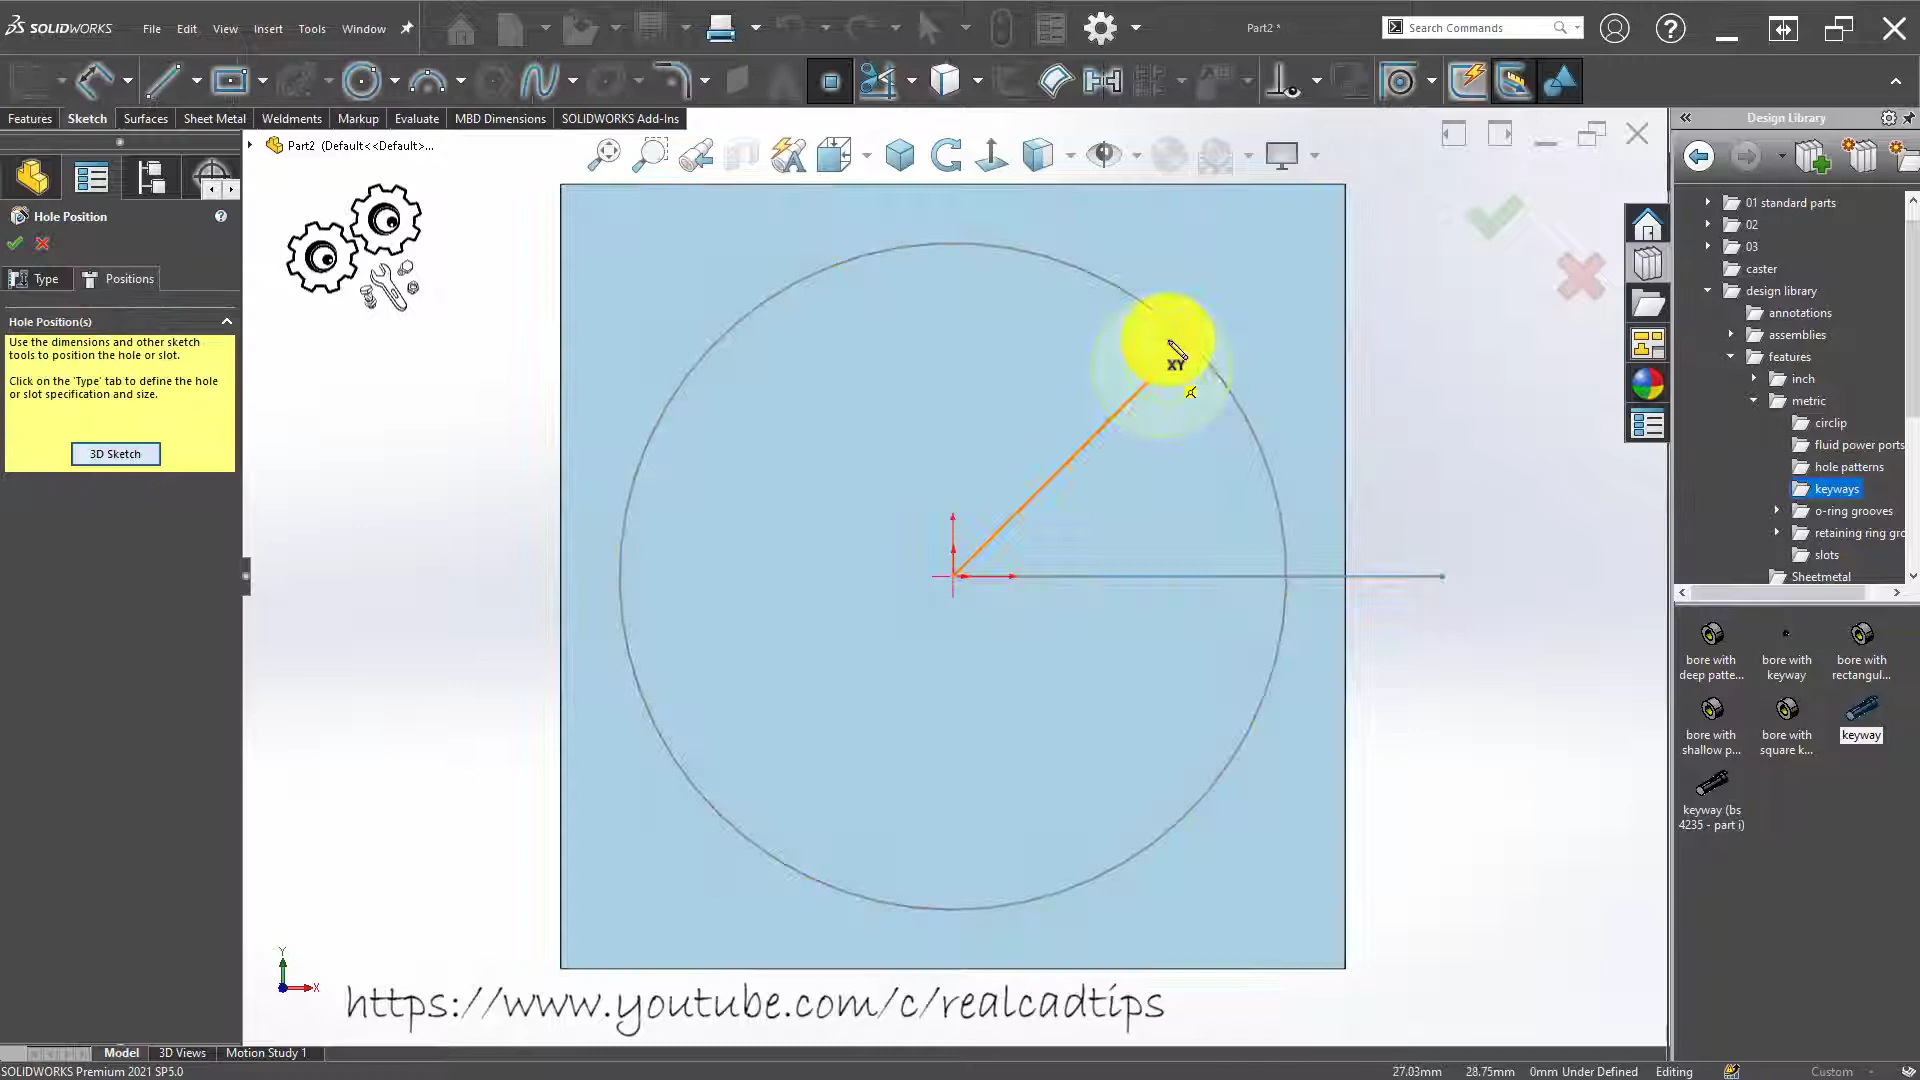 SOLIDWORKS File Edit View Insert Tools Window Part2 * Search Commands
Features Sketch Surfaces Sheet Metal Weldments Markup Evaluate MBD Dimensions SOLIDWORKS Add-Ins Design Library
Part2 (Default<<Default>...
Hole Position
Type Positions
Hole Position(s)
Use the dimensions and other sketch
tools to position the hole or slot.
Click on the 'Type' tab to define the hole
or slot specification and size.
3D Sketch
XY
01 standard parts
02
03
caster
design library
annotations
assemblies
features
inch
metric
circlip
fluid power ports
hole patterns
keyways
o-ring grooves
retaining ring gro
slots
Sheetmetal
bore with deep patte...
bore with keyway
bore with rectangul...
bore with shallow p...
bore with square k...
keyway
keyway (bs 4235 - part i)
Y
X
https://www.youtube.com/c/realcadtips
Model 3D Views Motion Study 1
SOLIDWORKS Premium 2021 SP5.0 27.03mm 28.75mm 0mm Under Defined Editing Custom